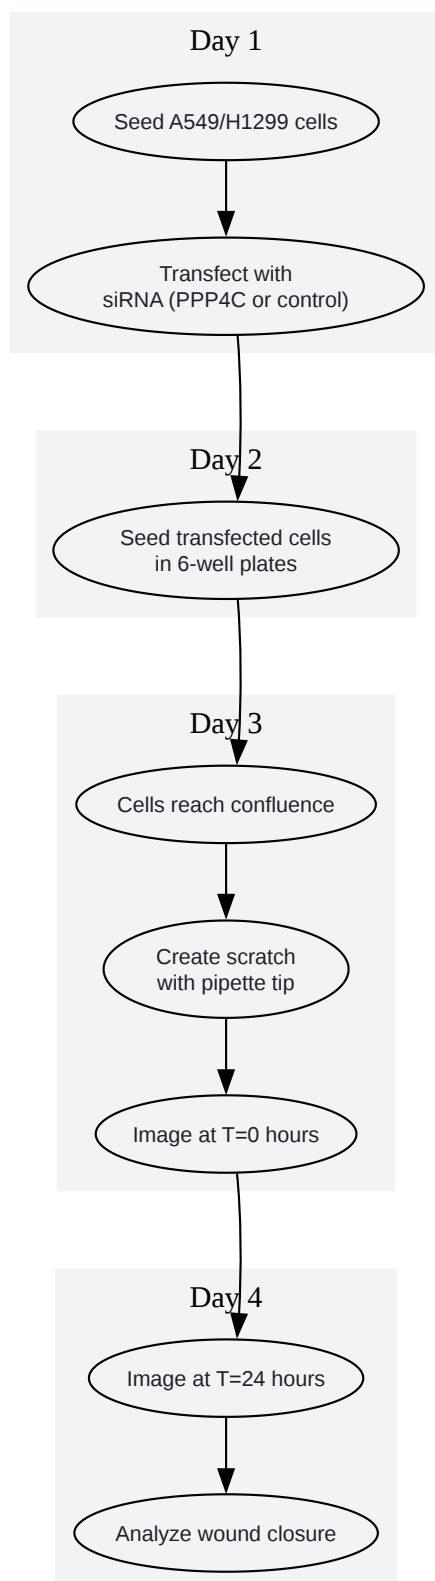 Day 1
Seed A549/H1299 cells
Transfect with
siRNA (PPP4C or control)
Day 2
Seed transfected cells
in 6-well plates
Day 3
Cells reach confluence
Create scratch
with pipette tip
Image at T=0 hours
Day 4
Image at T=24 hours
Analyze wound closure